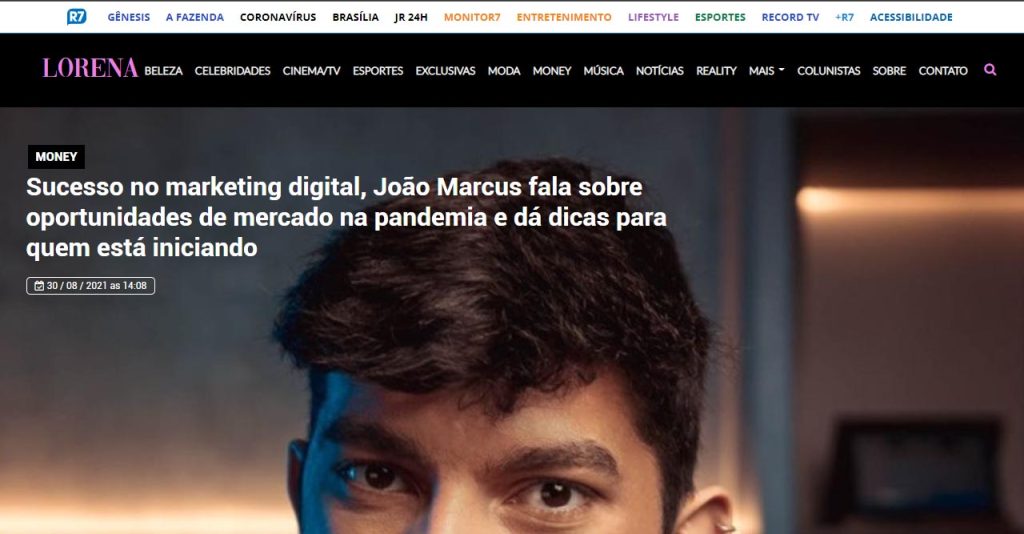 R7 GÊNESIS A FAZENDA CORONAVÍRUS BRASÍLIA JR 24H MONITOR7 ENTRETENIMENTO LIFESTYLE ESPORTES RECORD TV +R7 ACESSIBILIDADE
LORENA BELEZA CELEBRIDADES CINEMA/TV ESPORTES EXCLUSIVAS MODA MONEY MÚSICA NOTÍCIAS REALITY MAIS COLUNISTAS SOBRE CONTATO
MONEY
Sucesso no marketing digital, João Marcus fala sobre
oportunidades de mercado na pandemia e dá dicas para
quem está iniciando
30 / 08 / 2021 as 14:08